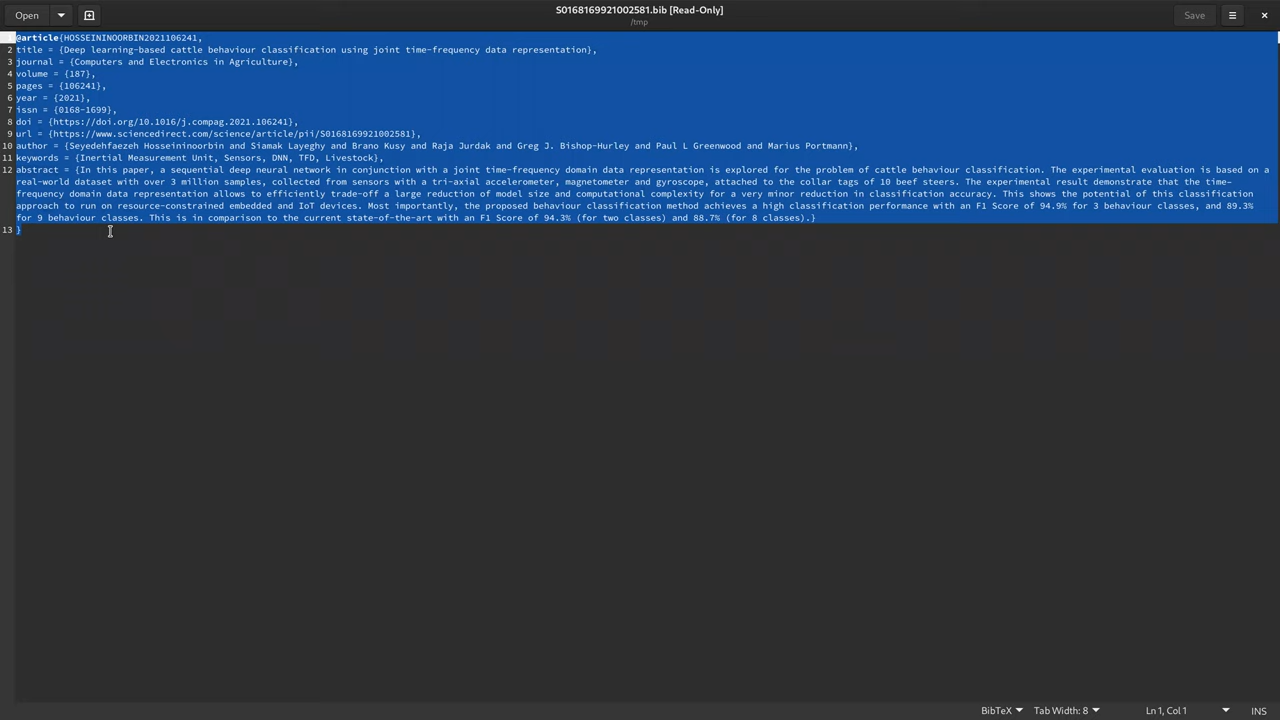 Open
S0168169921002581.bib [Read-Only]
/tmp
Save
1 @article{HOSSEININOORBIN2021106241,
2 title = {Deep learning-based cattle behaviour classification using joint time-frequency data representation},
3 journal = {Computers and Electronics in Agriculture},
4 volume = {187},
5 pages = {106241},
6 year = {2021},
7 issn = {0168-1699},
8 doi = {https://doi.org/10.1016/j.compag.2021.106241},
9 url = {https://www.sciencedirect.com/science/article/pii/S0168169921002581},
10 author = {Seyedehfaezeh Hosseininoorbin and Siamak Layeghy and Brano Kusy and Raja Jurdak and Greg J. Bishop-Hurley and Paul L Greenwood and Marius Portmann},
11 keywords = {Inertial Measurement Unit, Sensors, DNN, TFD, Livestock},
12 abstract = {In this paper, a sequential deep neural network in conjunction with a joint time-frequency domain data representation is explored for the problem of cattle behaviour classification. The experimental evaluation is based on a
real-world dataset with over 3 million samples, collected from sensors with a tri-axial accelerometer, magnetometer and gyroscope, attached to the collar tags of 10 beef steers. The experimental result demonstrate that the time-
frequency domain data representation allows to efficiently trade-off a large reduction of model size and computational complexity for a very minor reduction in classification accuracy. This shows the potential of this classification
approach to run on resource-constrained embedded and IoT devices. Most importantly, the proposed behaviour classification method achieves a high classification performance with an F1 Score of 94.9% for 3 behaviour classes, and 89.3%
for 9 behaviour classes. This is in comparison to the current state-of-the-art with an F1 Score of 94.3% (for two classes) and 88.7% (for 8 classes).}
13 }
BibTeX Tab Width: 8 Ln 1, Col 1 INS